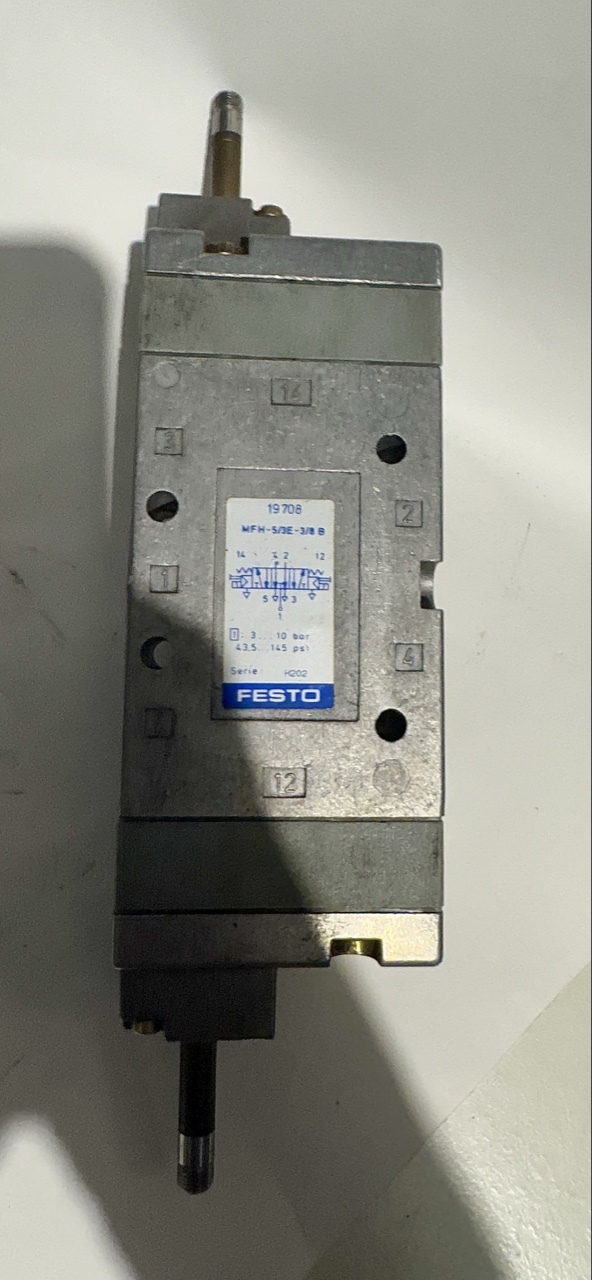 14
3
2
1
4
12
19708
MFH-5/3E-3/8 B
14 4 2 12
5 3
1
1: 3...10 bar
43,5...145 psi
Serie: H202
FESTO